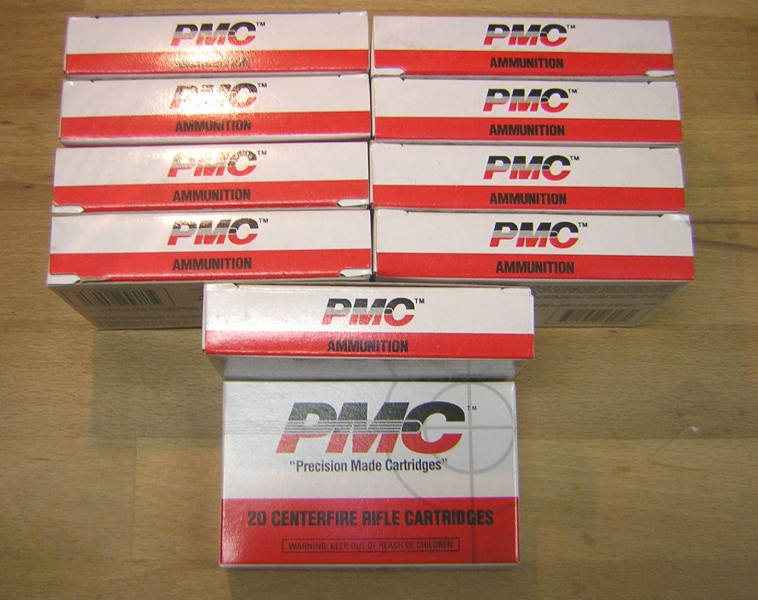 PMC™
AMMUNITION
PMC™
AMMUNITION
PMC™
AMMUNITION
PMC™
AMMUNITION
PMC™
AMMUNITION
PMC™
AMMUNITION
PMC™
AMMUNITION
PMC™
AMMUNITION
PMC™
AMMUNITION
PMC™
"Precision Made Cartridges"
20 CENTERFIRE RIFLE CARTRIDGES
WARNING: KEEP OUT OF REACH OF CHILDREN